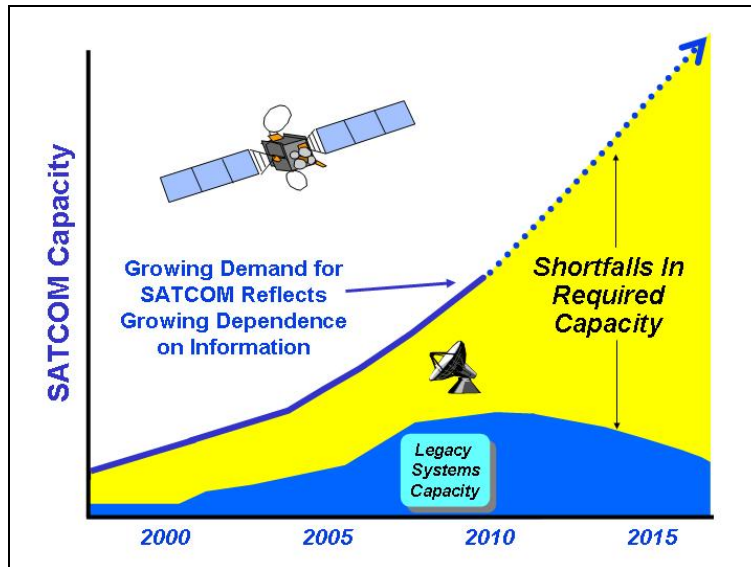 SATCOM Capacity
Growing Demand for
SATCOM Reflects
Growing Dependence
on Information
Shortfalls In
Required
Capacity
Legacy
Systems
Capacity
2000 2005 2010 2015